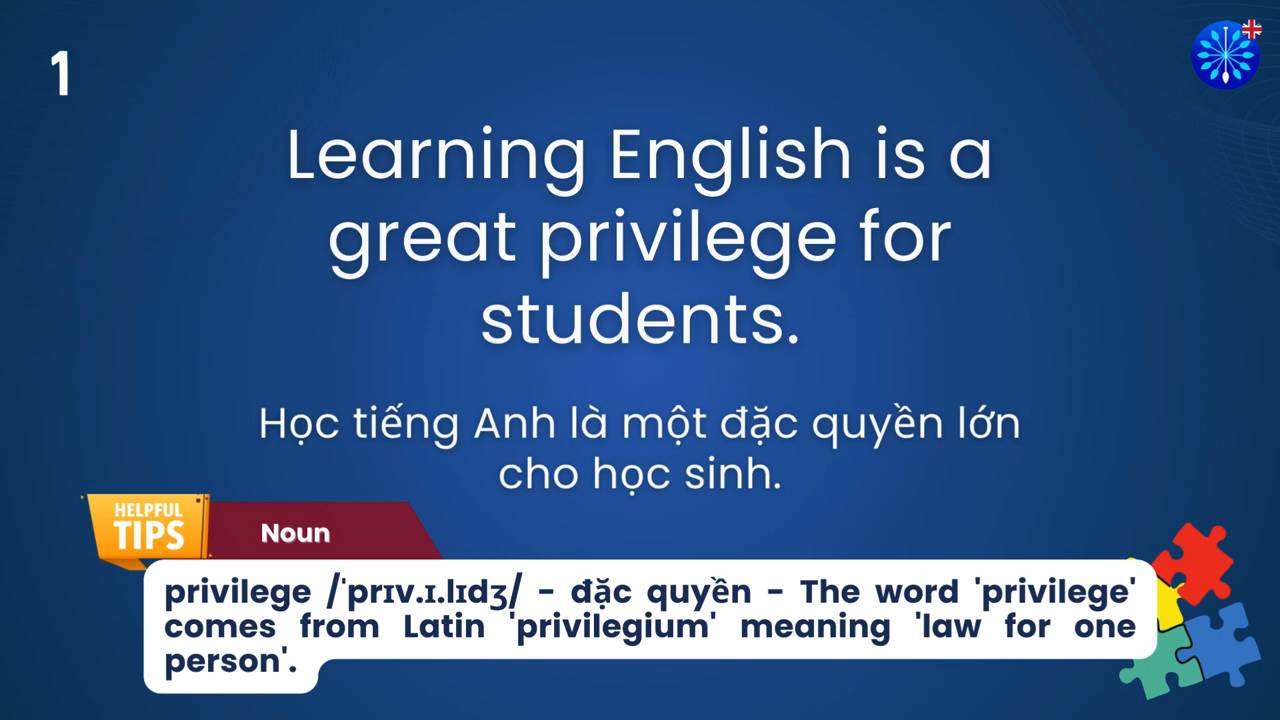 1
Learning English is a
great privilege for
students.
Học tiếng Anh là một đặc quyền lớn
cho học sinh.
HELPFUL
TIPS
Noun
privilege /ˈprɪv.ɪ.lɪdʒ/ - đặc quyền - The word 'privilege'
comes from Latin 'privilegium' meaning 'law for one
person'.